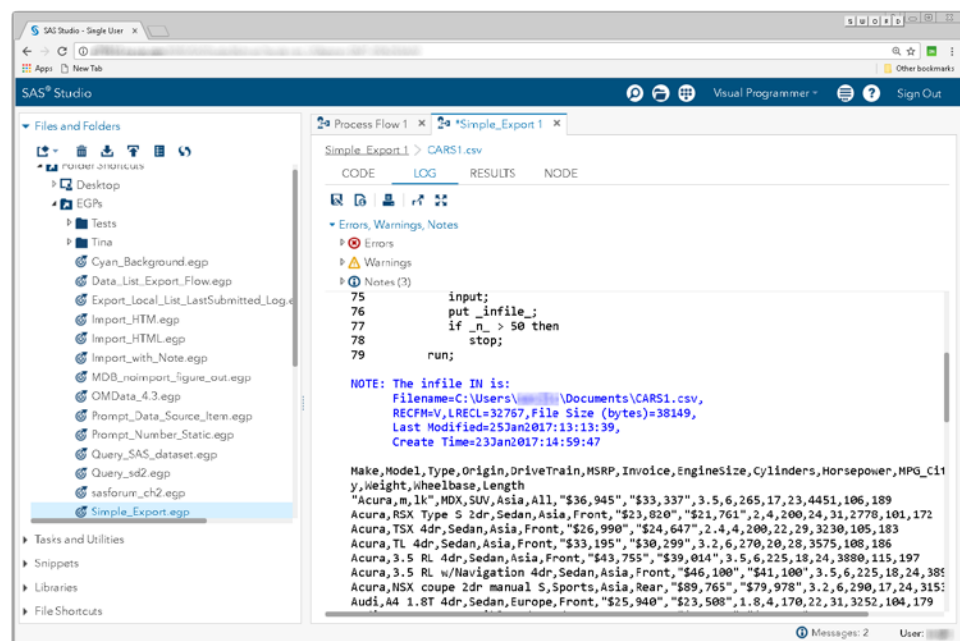 SWORD
SAS Studio - Single User
Apps New Tab
Other bookmarks
SAS® Studio
Visual Programmer
Sign Out
Files and Folders
Folder Shortcuts
Desktop
EGPs
Tests
Tina
Cyan_Background.egp
Data_List_Export_Flow.egp
Export_Local_List_LastSubmitted_Log.e
Import_HTM.egp
Import_HTML.egp
Import_with_Note.egp
MDB_noimport_figure_out.egp
OMData_4.3.egp
Prompt_Data_Source_Item.egp
Prompt_Number_Static.egp
Query_SAS_dataset.egp
Query_sd2.egp
sasforum_ch2.egp
Simple_Export.egp
Tasks and Utilities
Snippets
Libraries
File Shortcuts
Process Flow 1
*Simple_Export 1
Simple_Export 1 > CARS1.csv
CODE LOG RESULTS NODE
Errors, Warnings, Notes
Errors
Warnings
Notes (3)
75 input;
76 put _infile_;
77 if _n_ > 50 then
78 stop;
79 run;
NOTE: The infile IN is:
Filename=C:\Users\ \Documents\CARS1.csv,
RECFM=V,LRECL=32767,File Size (bytes)=38149,
Last Modified=25Jan2017:13:13:39,
Create Time=23Jan2017:14:59:47
Make,Model,Type,Origin,DriveTrain,MSRP,Invoice,EngineSize,Cylinders,Horsepower,MPG_Cit
y,Weight,Wheelbase,Length
"Acura,m,lk",MDX,SUV,Asia,All,"$36,945","$33,337",3.5,6,265,17,23,4451,106,189
Acura,RSX Type S 2dr,Sedan,Asia,Front,"$23,820","$21,761",2,4,200,24,31,2778,101,172
Acura,TSX 4dr,Sedan,Asia,Front,"$26,990","$24,647",2.4,4,200,22,29,3230,105,183
Acura,TL 4dr,Sedan,Asia,Front,"$33,195","$30,299",3.2,6,270,20,28,3575,108,186
Acura,3.5 RL 4dr,Sedan,Asia,Front,"$43,755","$39,014",3.5,6,225,18,24,3880,115,197
Acura,3.5 RL w/Navigation 4dr,Sedan,Asia,Front,"$46,100","$41,100",3.5,6,225,18,24,389
Acura,NSX coupe 2dr manual S,Sports,Asia,Rear,"$89,765","$79,978",3.2,6,290,17,24,3153
Audi,A4 1.8T 4dr,Sedan,Europe,Front,"$25,940","$23,508",1.8,4,170,22,31,3252,104,179
Messages: 2 User: